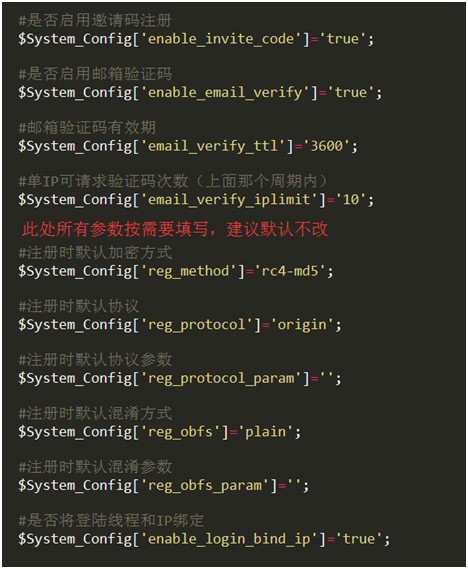 #是否启用邀请码注册
$System_Config['enable_invite_code']='true';
#是否启用邮箱验证码
$System_Config['enable_email_verify']='true';
#邮箱验证码有效期
$System_Config['email_verify_ttl']='3600';
#单IP可请求验证码次数（上面那个周期内）
$System_Config['email_verify_iplimit']='10';
此处所有参数按需要填写，建议默认不改
#注册时默认加密方式
$System_Config['reg_method']='rc4-md5';
#注册时默认协议
$System_Config['reg_protocol']='origin';
#注册时默认协议参数
$System_Config['reg_protocol_param']='';
#注册时默认混淆方式
$System_Config['reg_obfs']='plain';
#注册时默认混淆参数
$System_Config['reg_obfs_param']='';
#是否将登陆线程和IP绑定
$System_Config['enable_login_bind_ip']='true';